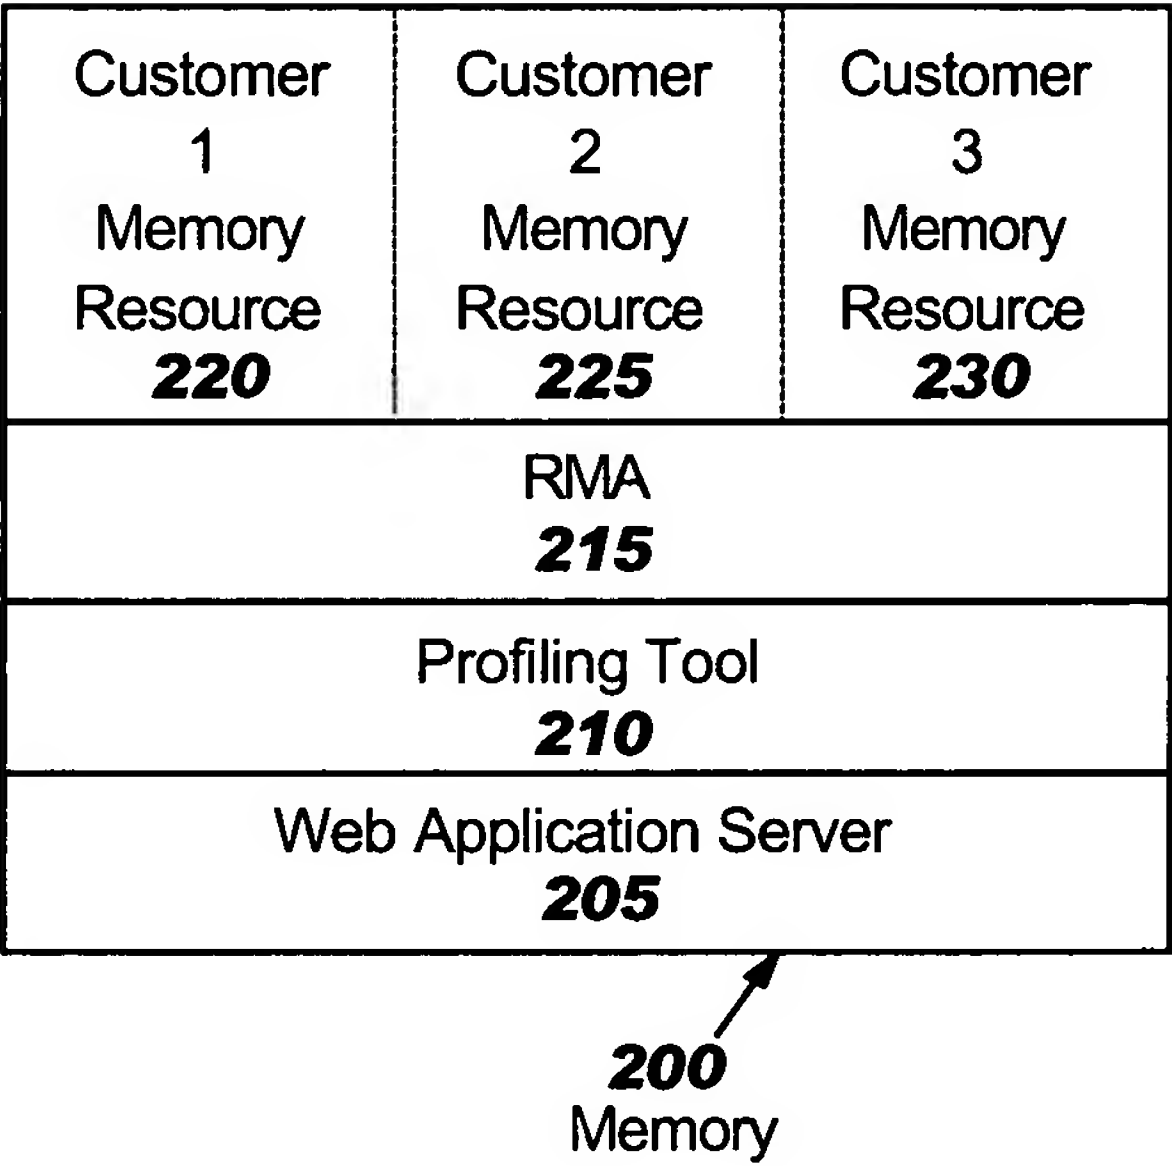 Customer
1
Memory
Resource
220
Customer
2
Memory
Resource
225
Customer
3
Memory
Resource
230
RMA
215
Profiling Tool
210
Web Application Server
205
200
Memory